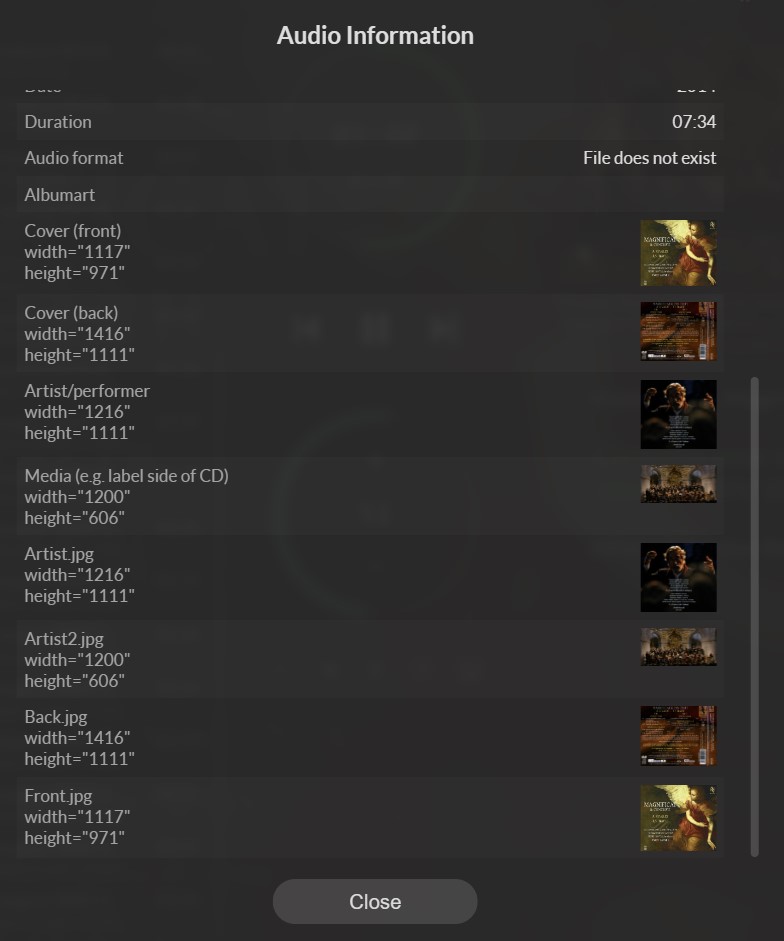 Audio Information
Date 2014
Duration 07:34
Audio format File does not exist
Albumart
Cover (front)
width="1117"
height="971"
Cover (back)
width="1416"
height="1111"
Artist/performer
width="1216"
height="1111"
Media (e.g. label side of CD)
width="1200"
height="606"
Artist.jpg
width="1216"
height="1111"
Artist2.jpg
width="1200"
height="606"
Back.jpg
width="1416"
height="1111"
Front.jpg
width="1117"
height="971"
Close